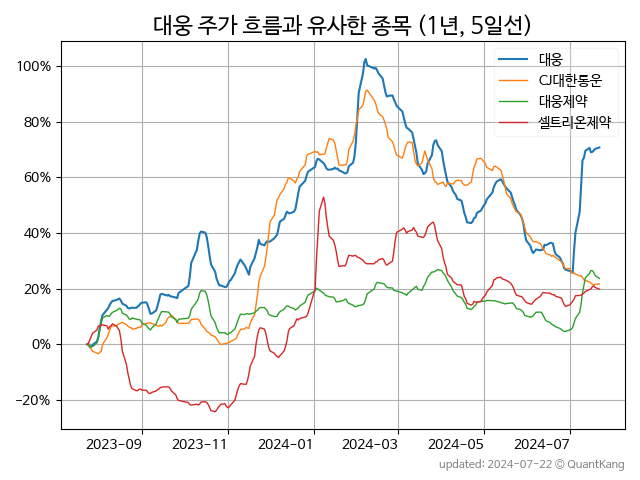 대웅 주가 흐름과 유사한 종목 (1년, 5일선)
대웅
CJ대한통운
대웅제약
셀트리온제약
100%
80%
60%
40%
20%
0%
−20%
2023-09
2023-11
2024-01
2024-03
2024-05
2024-07
updated: 2024-07-22 © QuantKang